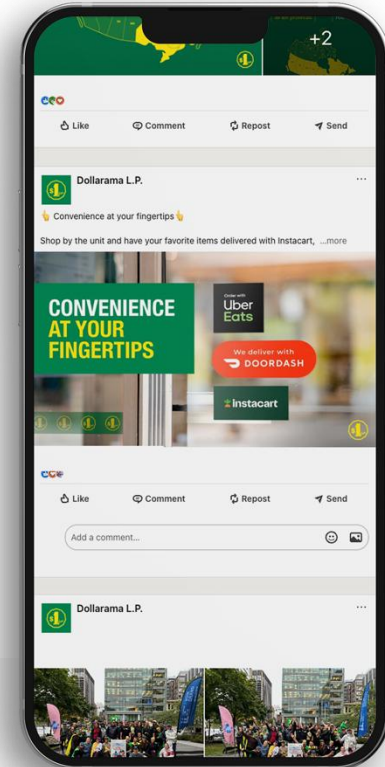 +2
Like Comment Repost Send
Dollarama L.P.
👆 Convenience at your fingertips👆
Shop by the unit and have your favorite items delivered with Instacart, ...more
CONVENIENCE
AT YOUR
FINGERTIPS
Order with
Uber
Eats
We deliver with
DOORDASH
instacart
Like Comment Repost Send
Add a comment...
Dollarama L.P.